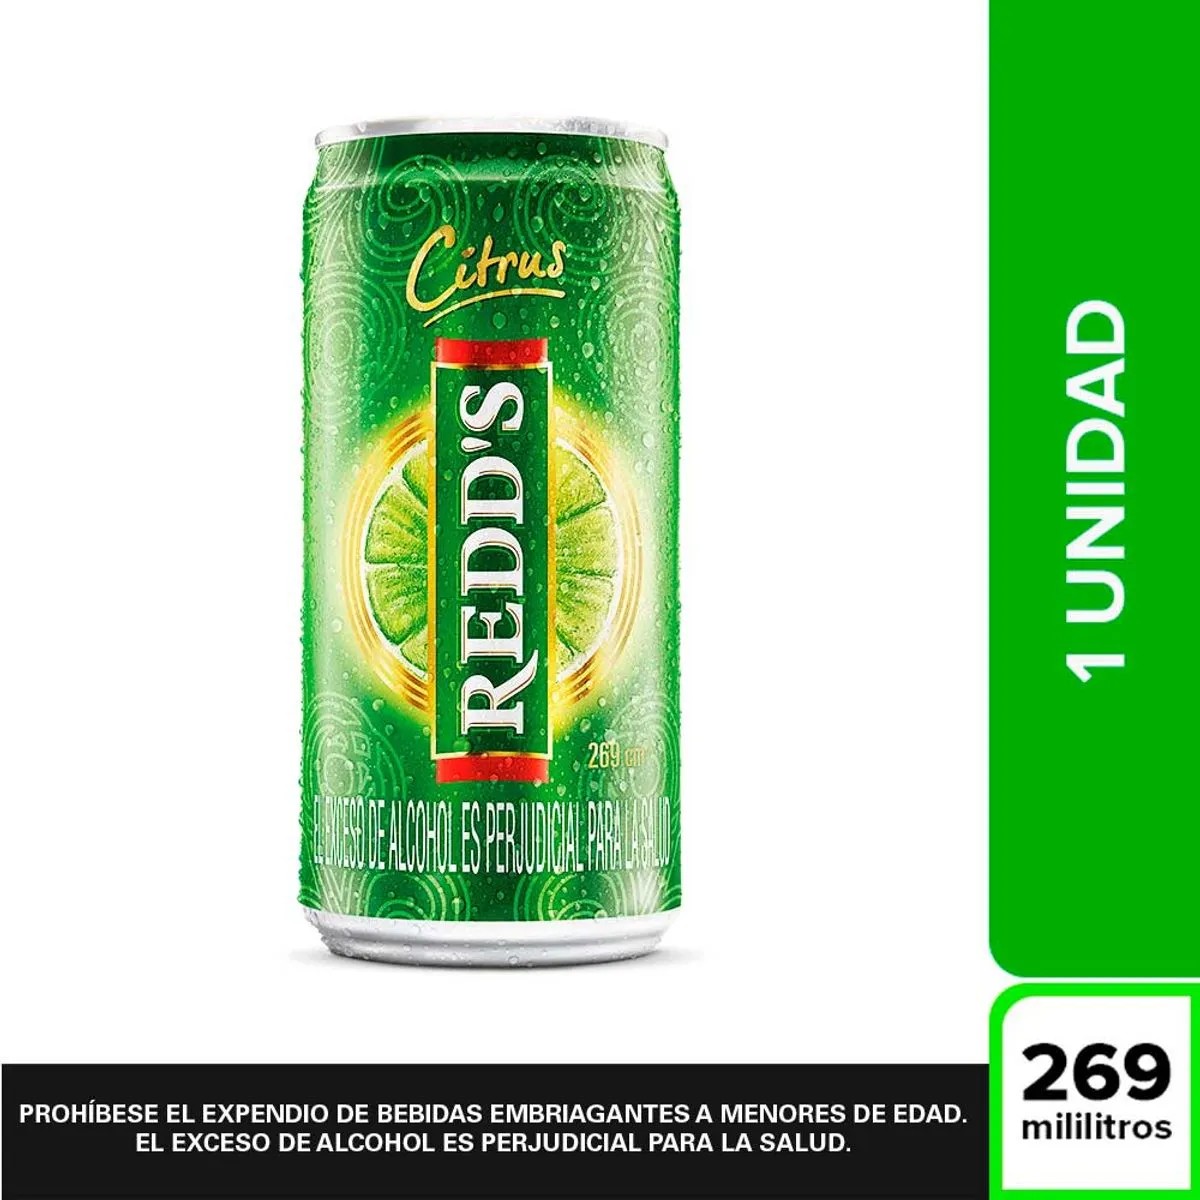 Citrus
REDD'S
269 cm³
EL EXCESO DE ALCOHOL ES PERJUDICIAL PARA LA SALUD
1 UNIDAD
269
mililitros
PROHÍBESE EL EXPENDIO DE BEBIDAS EMBRIAGANTES A MENORES DE EDAD.
EL EXCESO DE ALCOHOL ES PERJUDICIAL PARA LA SALUD.